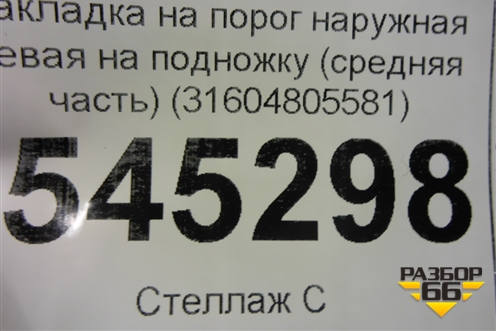 акладка на порог наружная
евая на подножку (средняя
часть) (31604805581)
545298
Стеллаж С
РАЗБОР
66